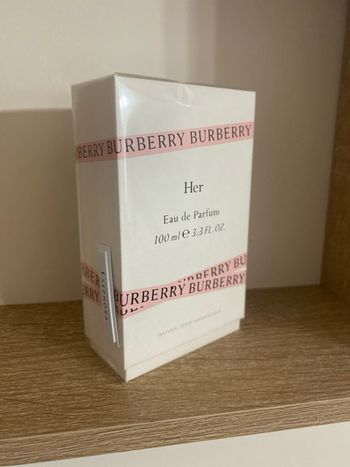 BURBERRY BURBERRY BURBERRY
Her
Eau de Parfum
100 ml ℮ 3.3 FL.OZ.
BURBERRY BU
BURBERRY BURBERRY
NATURAL SPRAY VAPORISATEUR